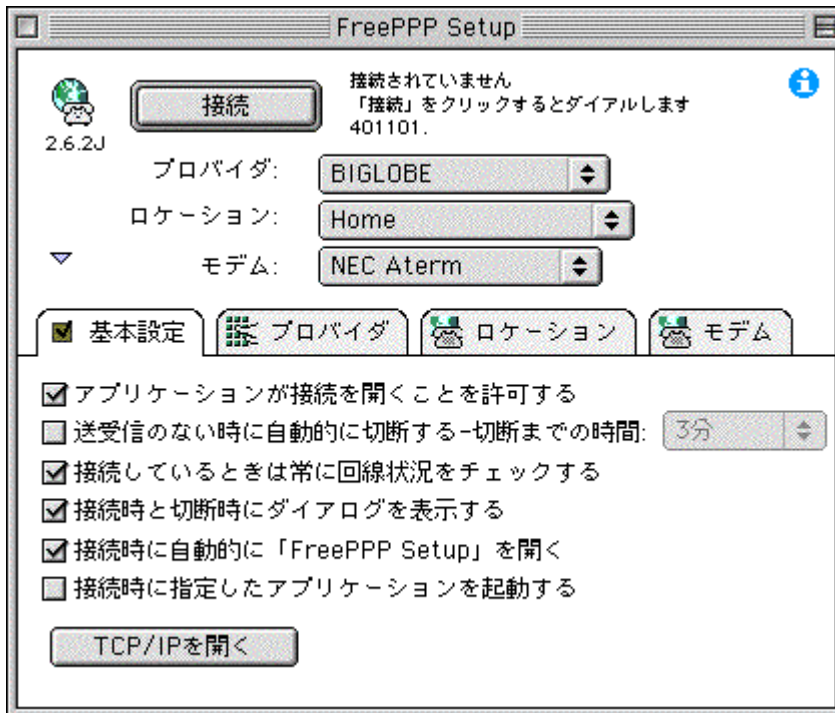 FreePPP Setup
接続
接続されていません
「接続」をクリックするとダイアルします
401101.
2.6.2J
プロバイダ:
BIGLOBE
ロケーション:
Home
モデム:
NEC Aterm
基本設定
プロバイダ
ロケーション
モデム
アプリケーションが接続を開くことを許可する
送受信のない時に自動的に切断する-切断までの時間: 3分
接続しているときは常に回線状況をチェックする
接続時と切断時にダイアログを表示する
接続時に自動的に「FreePPP Setup」を開く
接続時に指定したアプリケーションを起動する
TCP/IPを開く